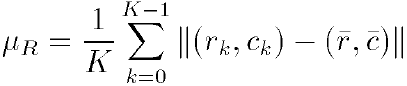 μ_R = \frac{1}{K} \sum_{k=0}^{K-1} \|(r_k, c_k) - (\bar{r}, \bar{c})\|